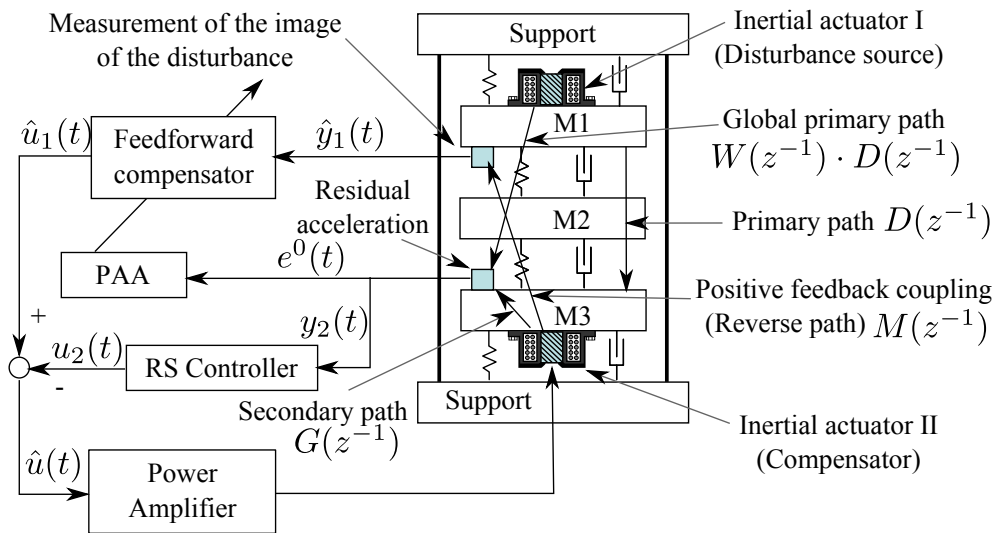 Measurement of the image
of the disturbance
Support
Inertial actuator I
(Disturbance source)
û₁(t)
Feedforward
compensator
ŷ₁(t)
M1
Global primary path
W(z⁻¹) · D(z⁻¹)
Residual
acceleration
M2
Primary path D(z⁻¹)
PAA
e⁰(t)
Positive feedback coupling
(Reverse path) M(z⁻¹)
M3
+
u₂(t)
-
RS Controller
y₂(t)
Secondary path
G(z⁻¹)
Support
Inertial actuator II
(Compensator)
û(t)
Power
Amplifier